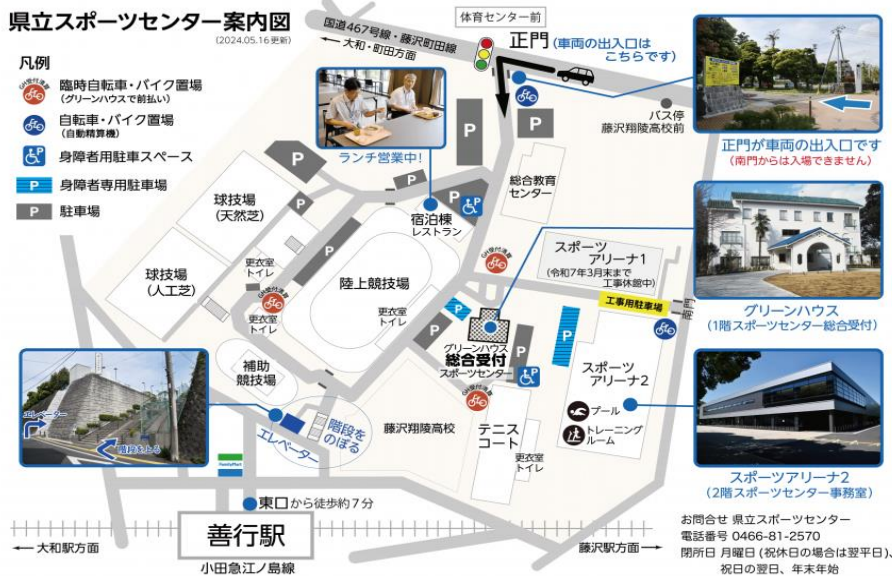 県立スポーツセンター案内図
(2024.05.16更新)
凡例
臨時自転車・バイク置場
(グリーンハウスで前払い)
自転車・バイク置場
(自動精算機)
身障者用駐車スペース
P 身障者専用駐車場
P 駐車場
体育センター前
国道467号線・藤沢町田線
←大和・町田方面
正門 (車両の出入口は
こちらです)
バス停
藤沢翔陵高校前
正門が車両の出入口です
(南門からは入場できません)
ランチ営業中!
P
P
P
P
P
P
総合教育
センター
宿泊棟
レストラン
球技場
(天然芝)
球技場
(人工芝)
更衣室
トイレ
更衣室
トイレ
陸上競技場
更衣室
トイレ
GH受付清算
GH受付清算
スポーツ
アリーナ1
(令和7年3月末まで
工事休館中)
工事用駐車場
南門
グリーンハウス
(1階スポーツセンター総合受付)
P
P
P
P
グリーンハウス
総合受付
スポーツセンター
GH受付清算
スポーツ
アリーナ2
プール
トレーニング
ルーム
テニス
コート
更衣室
トイレ
藤沢翔陵高校
補助
競技場
エレベーター
階段を
のぼる
エレベーター
階段を上る
FamilyMart
スポーツアリーナ2
(2階スポーツセンター事務室)
東口から徒歩約7分
善行駅
小田急江ノ島線
←大和駅方面
藤沢駅方面→
お問合せ 県立スポーツセンター
電話番号 0466-81-2570
閉所日 月曜日(祝休日の場合は翌平日)、
祝日の翌日、年末年始